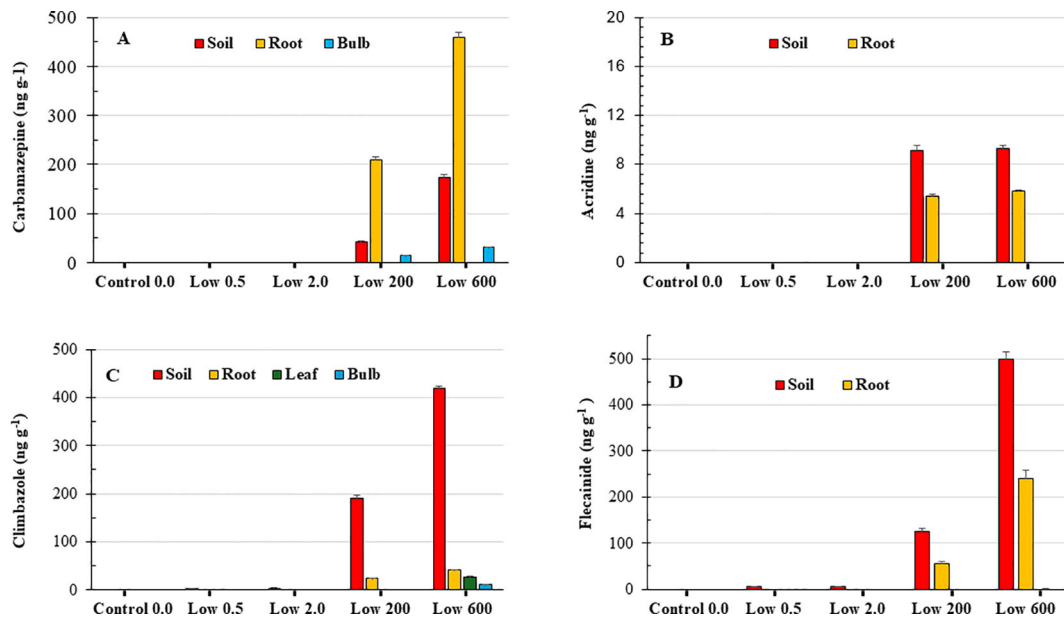 A
Soil Root Bulb
Carbamazepine (ng g-1)
500
400
300
200
100
0
Control 0.0 Low 0.5 Low 2.0 Low 200 Low 600
B
Soil Root
Acridine (ng g-1)
20
16
12
8
4
0
Control 0.0 Low 0.5 Low 2.0 Low 200 Low 600
C
Soil Root Leaf Bulb
Climbazole (ng g-1)
500
400
300
200
100
0
Control 0.0 Low 0.5 Low 2.0 Low 200 Low 600
D
Soil Root
Flecainide (ng g-1 )
500
400
300
200
100
0
Control 0.0 Low 0.5 Low 2.0 Low 200 Low 600